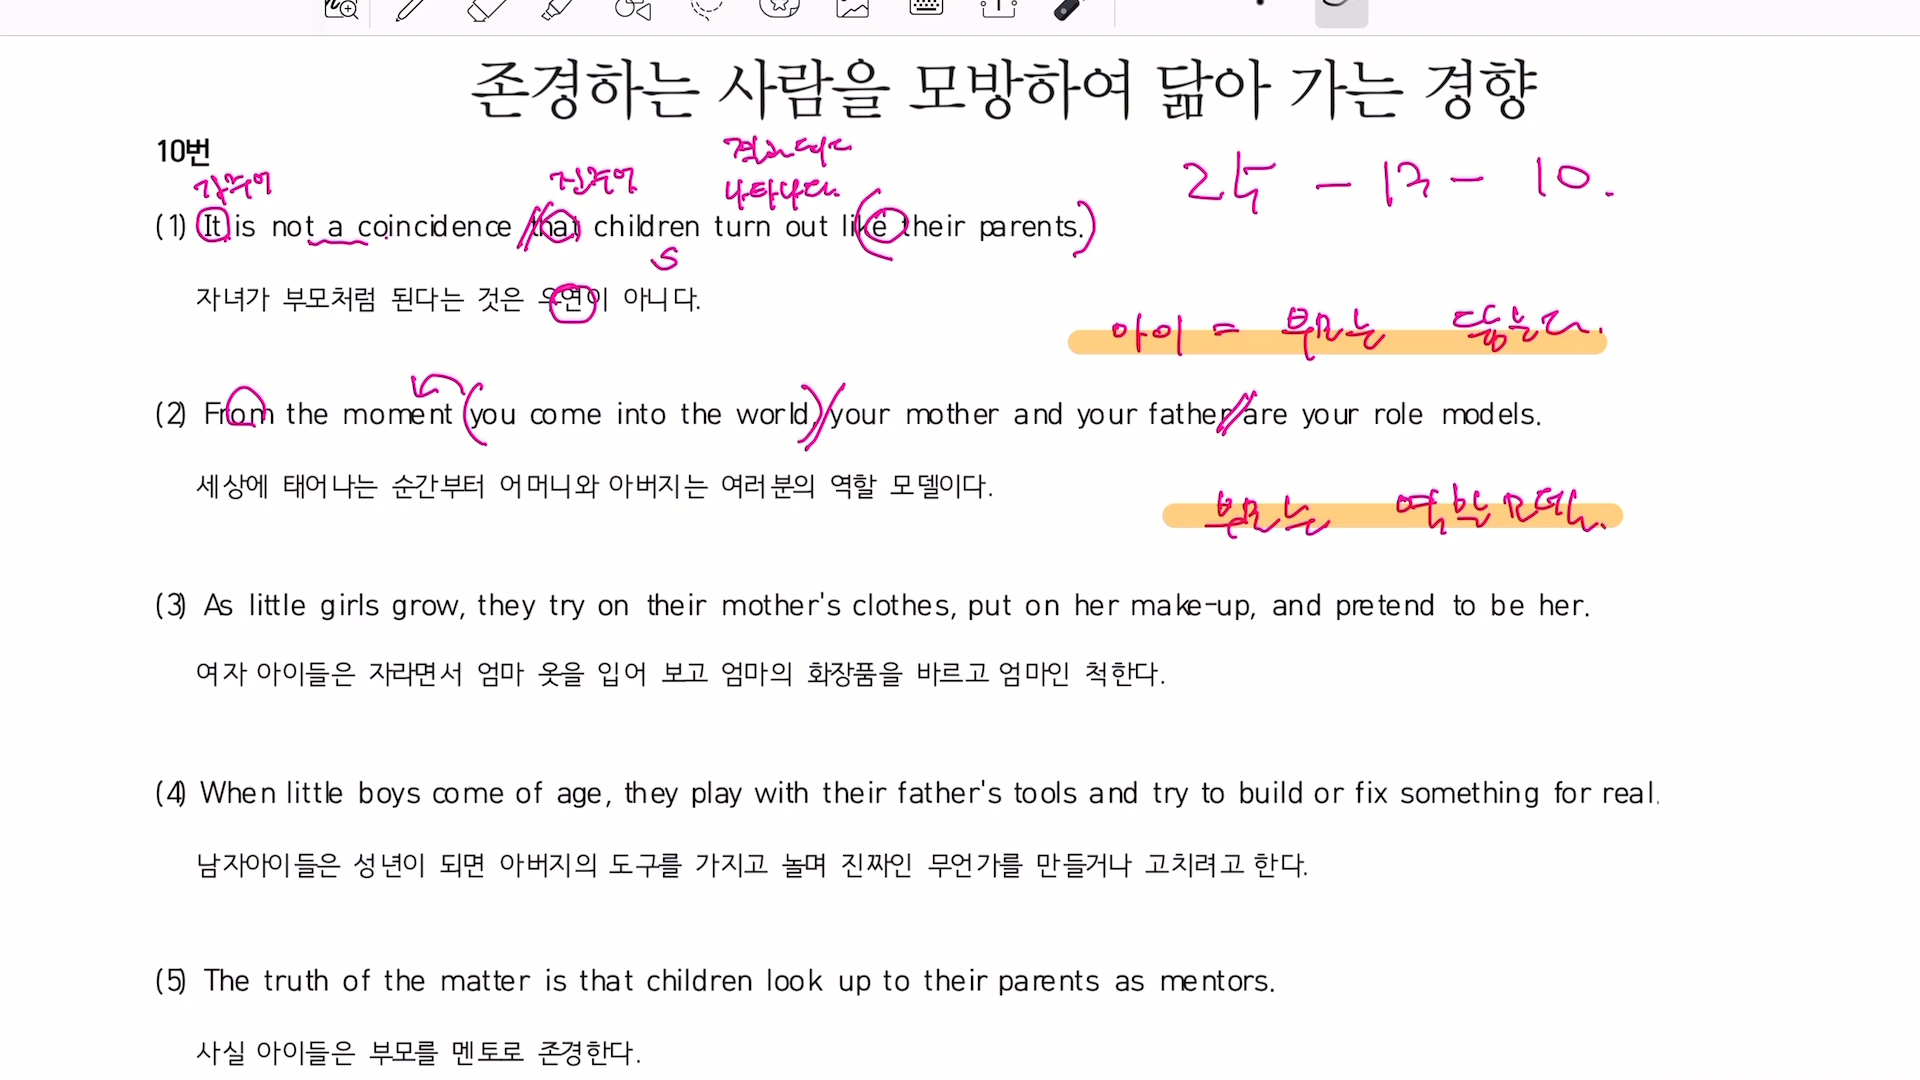 존경하는 사람을 모방하여 닮아 가는 경향
10번
가주어 진주어 나타나다. 25 - 13 - 10.
(1) It is not a coincidence that children turn out like their parents.
S
자녀가 부모처럼 된다는 것은 우연이 아니다.
아이 = 부모는 닮는다.
(2) From the moment you come into the world, your mother and your father are your role models.
세상에 태어나는 순간부터 어머니와 아버지는 여러분의 역할 모델이다.
부모는 역할모델.
(3) As little girls grow, they try on their mother's clothes, put on her make-up, and pretend to be her.
여자 아이들은 자라면서 엄마 옷을 입어 보고 엄마의 화장품을 바르고 엄마인 척한다.
(4) When little boys come of age, they play with their father's tools and try to build or fix something for real.
남자아이들은 성년이 되면 아버지의 도구를 가지고 놀며 진짜인 무언가를 만들거나 고치려고 한다.
(5) The truth of the matter is that children look up to their parents as mentors.
사실 아이들은 부모를 멘토로 존경한다.